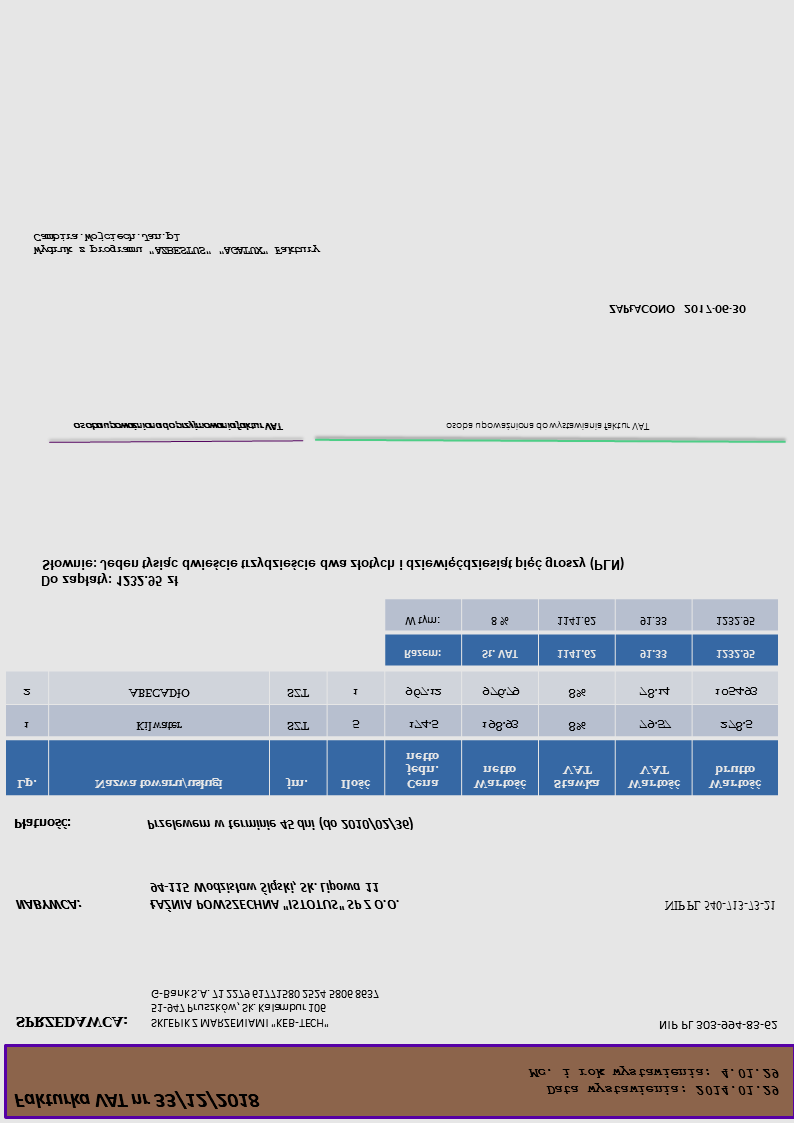 Fakturka VAT nr 33/12/2018
Data wystawienia: 2014.01.29
Mc. i rok wystawienia: 4.01.29
SPRZEDAWCA: SKLEPIK Z MARZENIAMI "KEB-TECH" NIP PL 303-994-83-62
51-947 Pruszków, Sk. Kalambur 106
G-Bank S.A. 71 2279 6177 1580 2524 5806 8637
NABYWCA: ŁAŹNIA POWSZECHNA "ISTOTUS" SP Z O.O. NIP PL 540-713-73-21
94-115 Wodzisław Śląski, Sk. Lipowa 11
Płatność: Przelewem w terminie 45 dni (do 2010/02/36)
Lp. Nazwa towaru/usługi jm. Ilość Cena jedn. netto Wartość netto Stawka VAT Wartość VAT Wartość brutto
1 Kilwater SZT 5 174.5 198.93 8% 79.57 278.5
2 ABECADŁO SZT 1 967.12 976.79 8% 78.14 1054.93
Razem: St. VAT 1141.62 91.33 1232.95
W tym: 8 % 1141.62 91.33 1232.95
Do zapłaty: 1232.95 zł
Słownie: Jeden tysiąc dwieście trzydzieście dwa złotych i dziewięćdziesiąt pięć groszy (PLN)
osoba upoważniona do przyjmowania faktur VAT osoba upoważniona do wystawiania faktur VAT
ZAPŁACONO 2017-06-30
Wydruk z programu "AZBESTUS" "AGATUX" Faktury
Cambira.Wojciech.Jan.pl